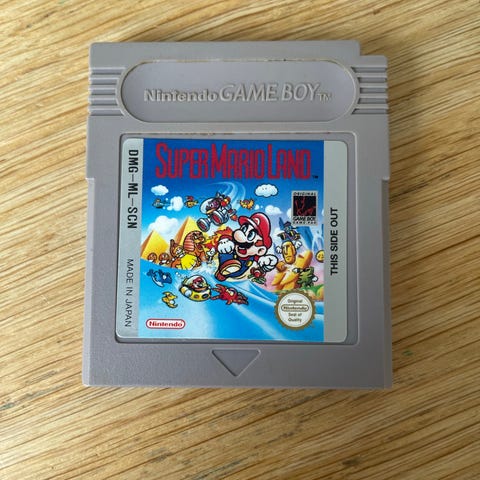 Nintendo GAME BOY TM
DMG-ML-SCN
MADE IN JAPAN
SUPER MARIO LAND TM
ORIGINAL
GAME BOY
THIS SIDE OUT
Nintendo
Original
Nintendo
Seal of
Quality